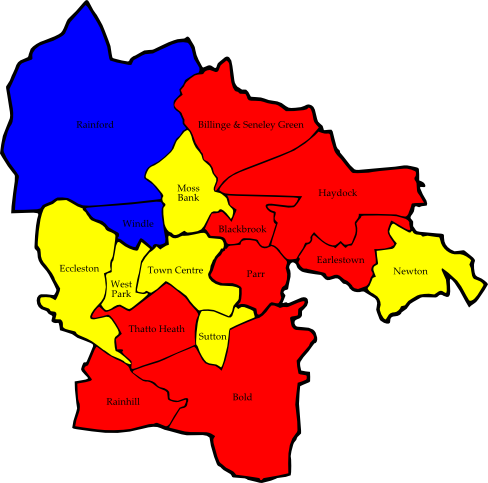 Rainford
Billinge & Seneley Green
Moss
Bank
Haydock
Windle
Blackbrook
Earlestown
Eccleston
West
Park
Town Centre
Parr
Newton
Thatto Heath
Sutton
Rainhill
Bold